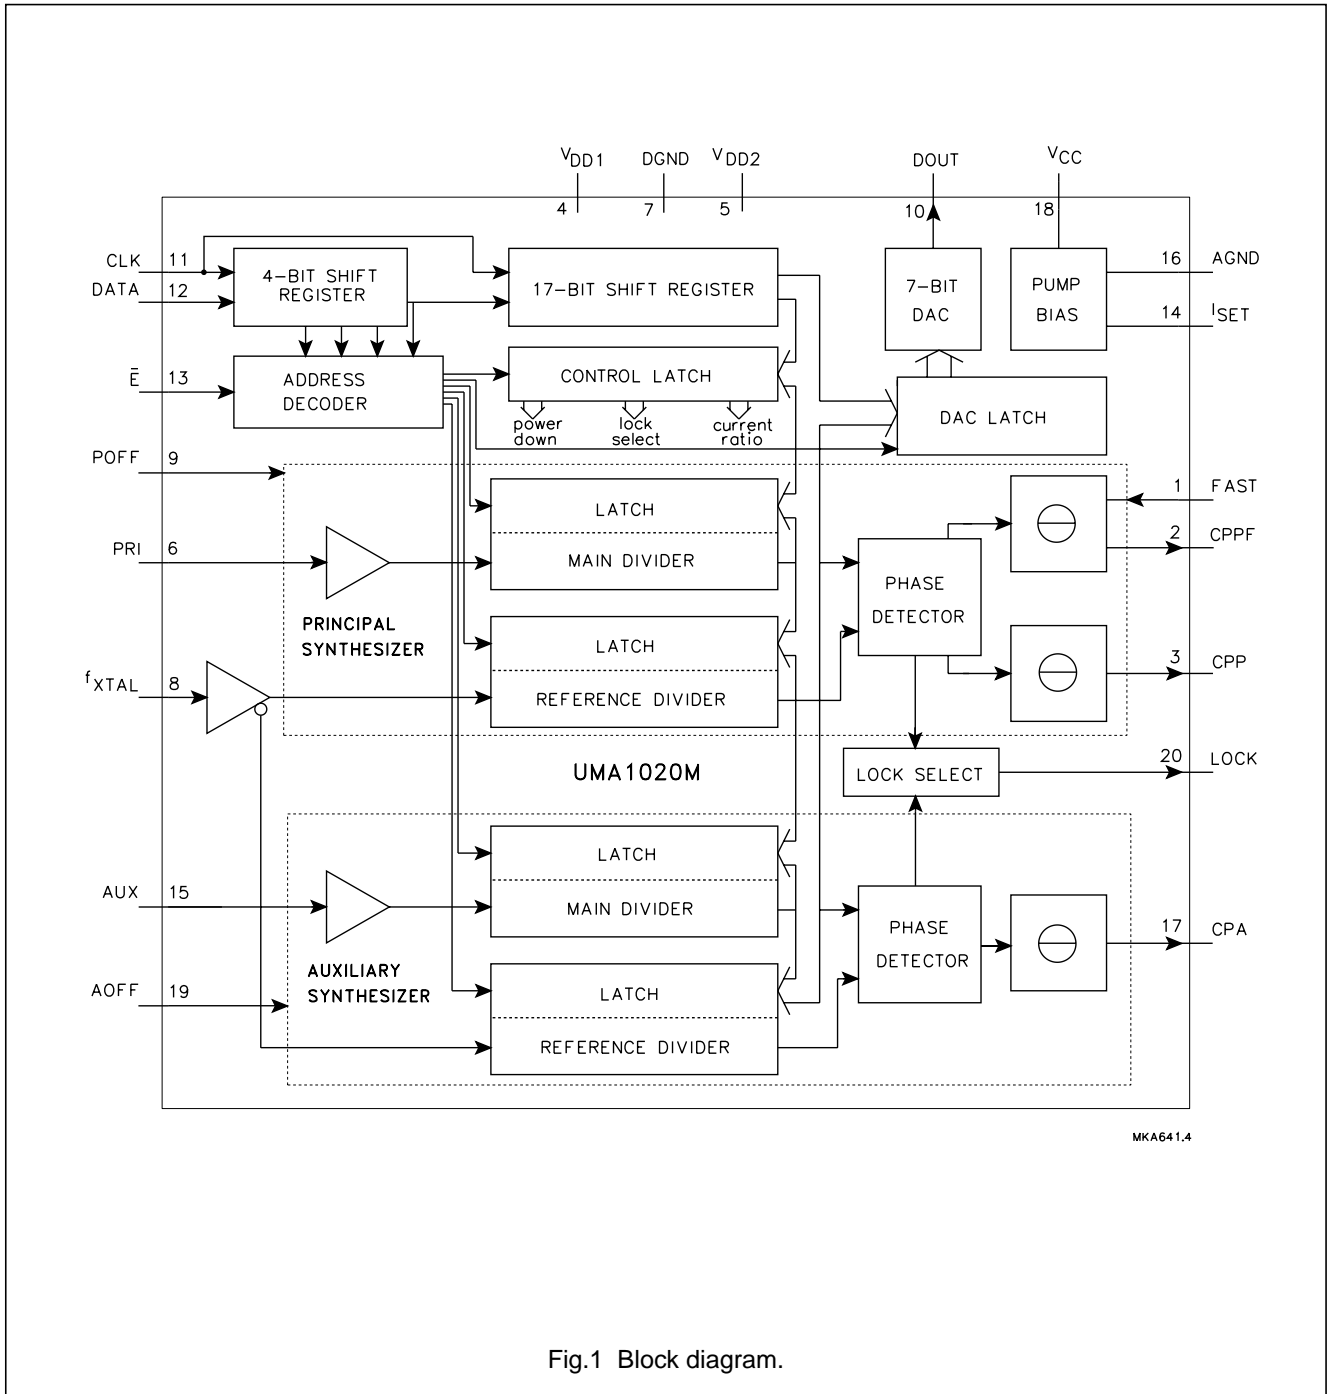 VDD1 DGND VDD2 DOUT VCC
4 7 5 10 18
CLK 11
DATA 12
4-BIT SHIFT
REGISTER
17-BIT SHIFT REGISTER
7-BIT
DAC
PUMP
BIAS
16 AGND
14 ISET
Ē 13
ADDRESS
DECODER
CONTROL LATCH
power
down
lock
select
current
ratio
DAC LATCH
POFF 9
PRI 6
PRINCIPAL
SYNTHESIZER
LATCH
MAIN DIVIDER
LATCH
REFERENCE DIVIDER
PHASE
DETECTOR
1 FAST
2 CPPF
3 CPP
fXTAL 8
UMA1020M
LOCK SELECT
20 LOCK
AUX 15
AUXILIARY
SYNTHESIZER
AOFF 19
LATCH
MAIN DIVIDER
LATCH
REFERENCE DIVIDER
PHASE
DETECTOR
17 CPA
MKA641.4
Fig.1 Block diagram.